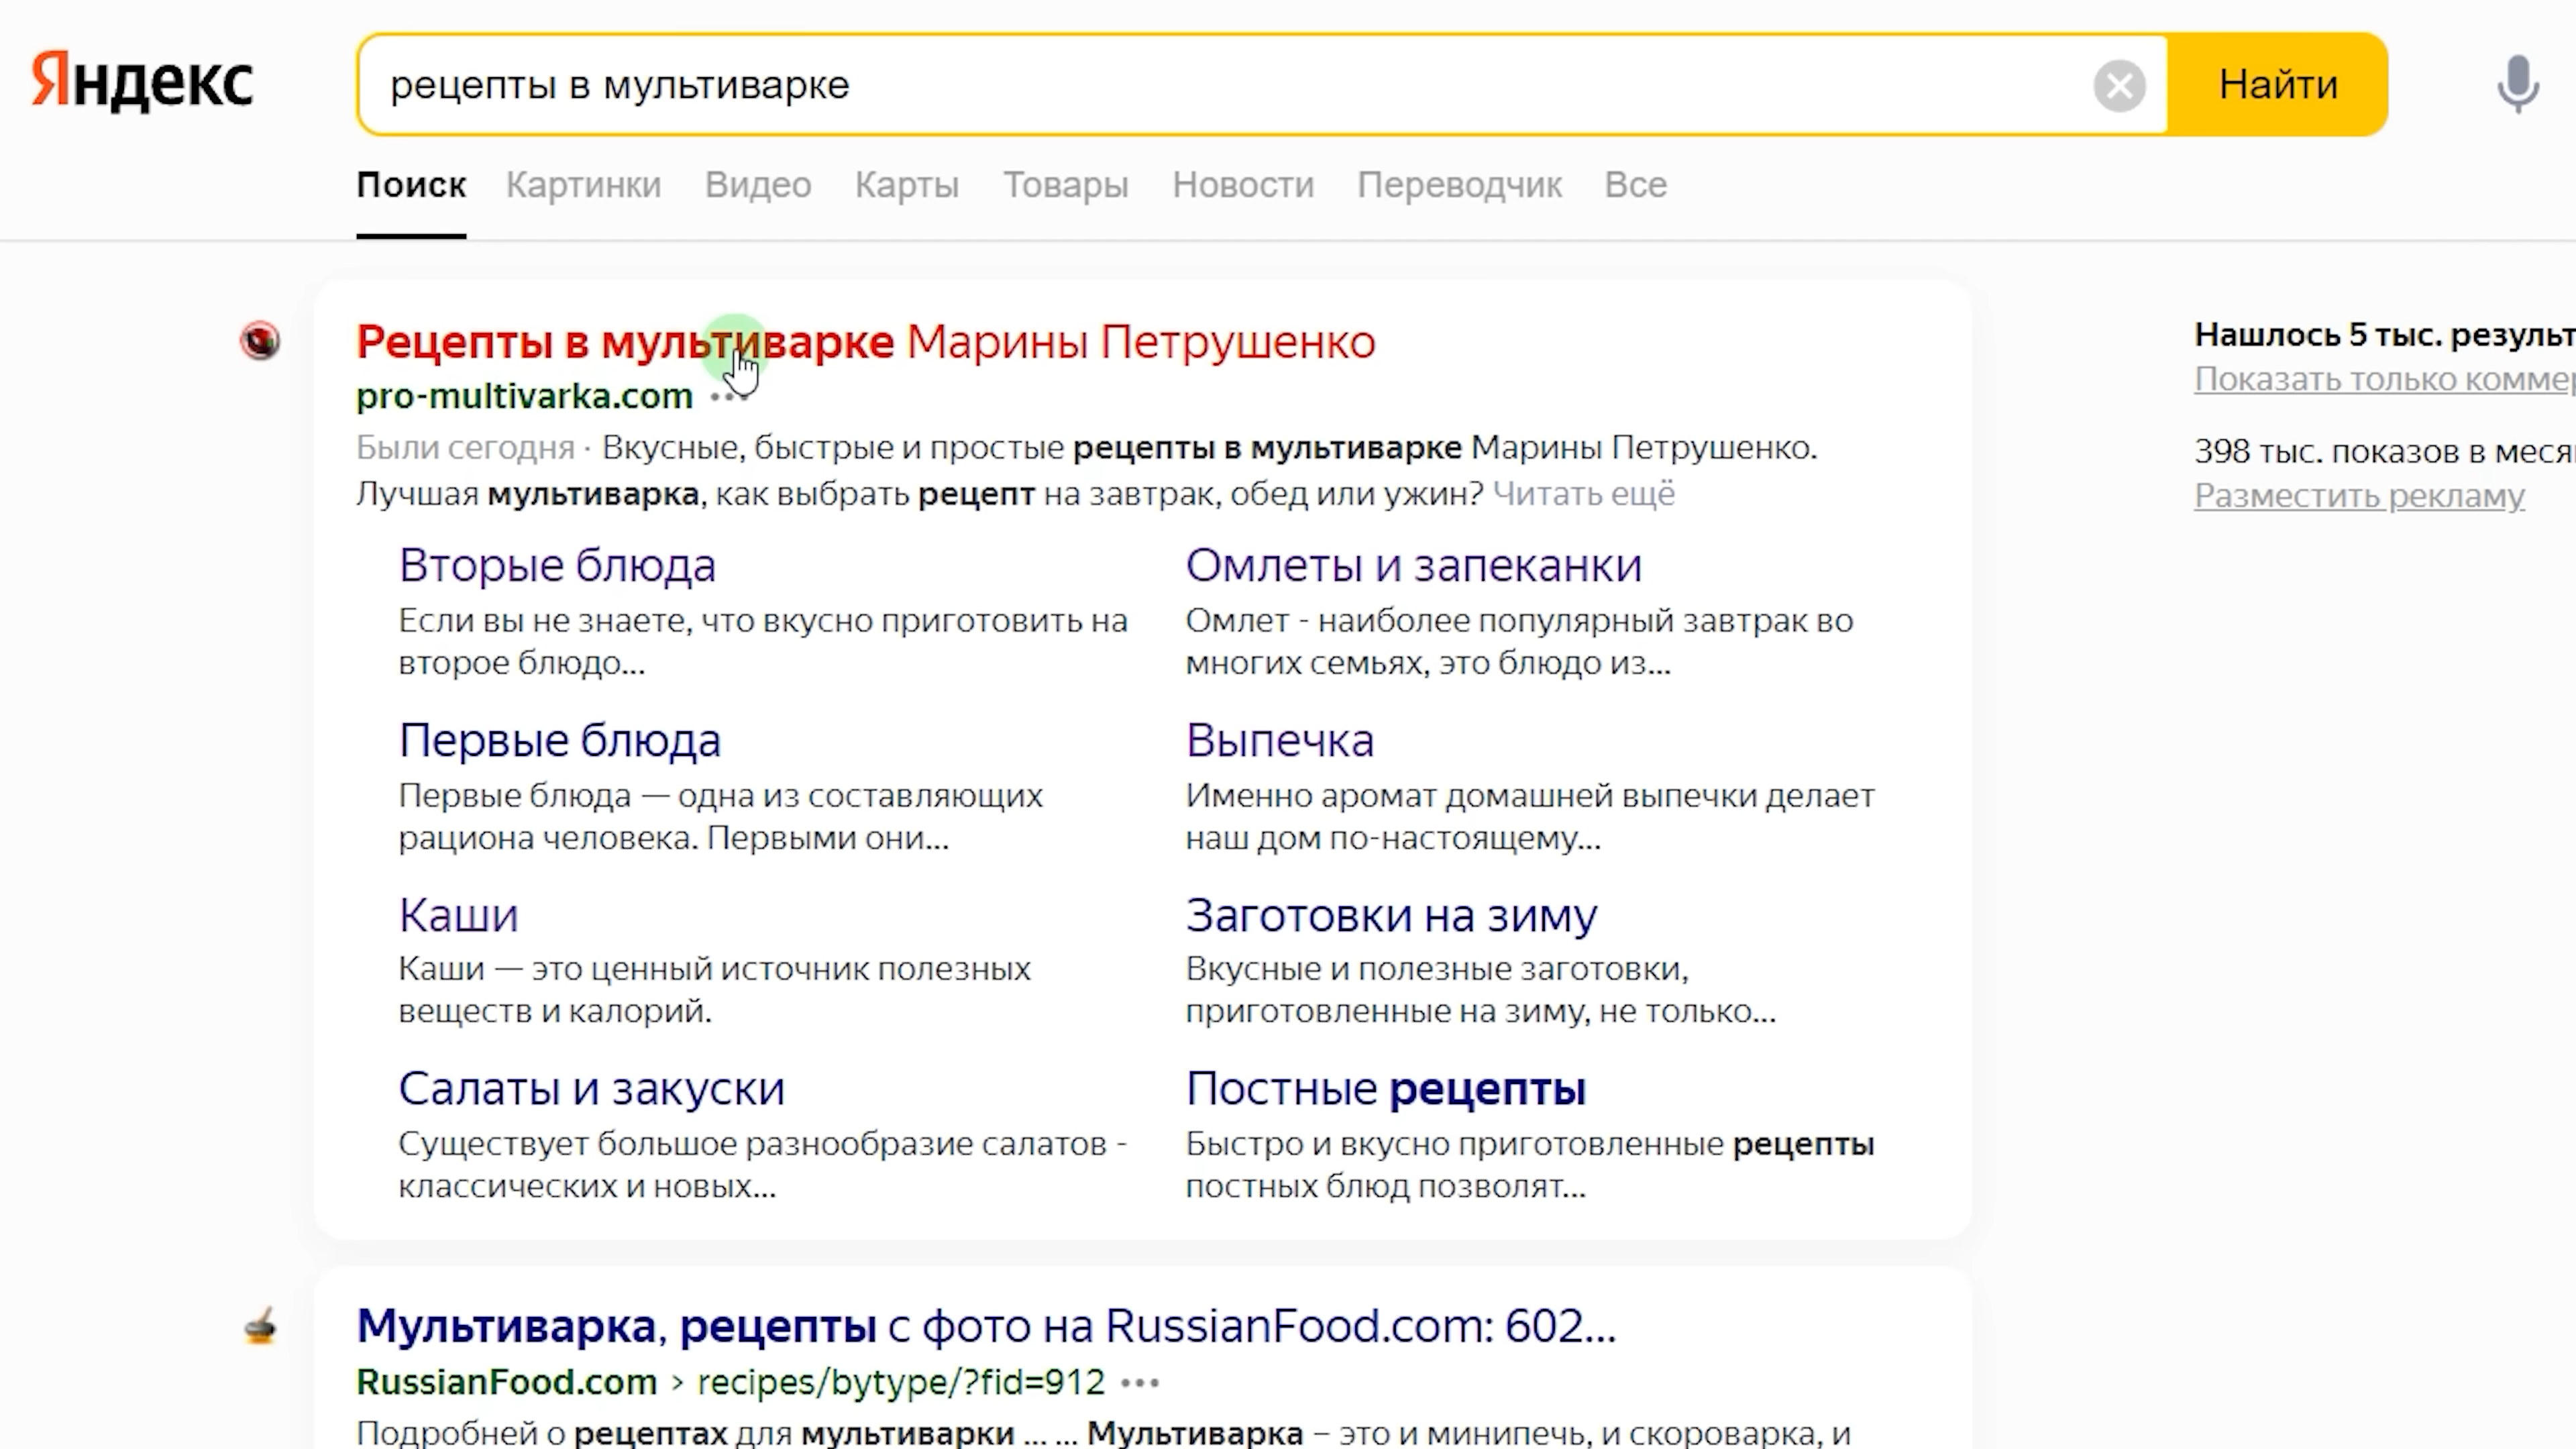 Яндекс
рецепты в мультиварке
Найти
Поиск Картинки Видео Карты Товары Новости Переводчик Все
Рецепты в мультиварке Марины Петрушенко
pro-multivarka.com
Были сегодня · Вкусные, быстрые и простые рецепты в мультиварке Марины Петрушенко.
Лучшая мультиварка, как выбрать рецепт на завтрак, обед или ужин? Читать ещё
Вторые блюда
Если вы не знаете, что вкусно приготовить на
второе блюдо...
Омлеты и запеканки
Омлет - наиболее популярный завтрак во
многих семьях, это блюдо из...
Первые блюда
Первые блюда — одна из составляющих
рациона человека. Первыми они...
Выпечка
Именно аромат домашней выпечки делает
наш дом по-настоящему...
Каши
Каши — это ценный источник полезных
веществ и калорий.
Заготовки на зиму
Вкусные и полезные заготовки,
приготовленные на зиму, не только...
Салаты и закуски
Существует большое разнообразие салатов -
классических и новых...
Постные рецепты
Быстро и вкусно приготовленные рецепты
постных блюд позволят...
Мультиварка, рецепты с фото на RussianFood.com: 602...
RussianFood.com › recipes/bytype/?fid=912
Подробней о рецептах для мультиварки ... ... Мультиварка – это и минипечь, и скороварка, и
Нашлось 5 тыс.
Показать только
398 тыс. показов в
Разместить рекламу